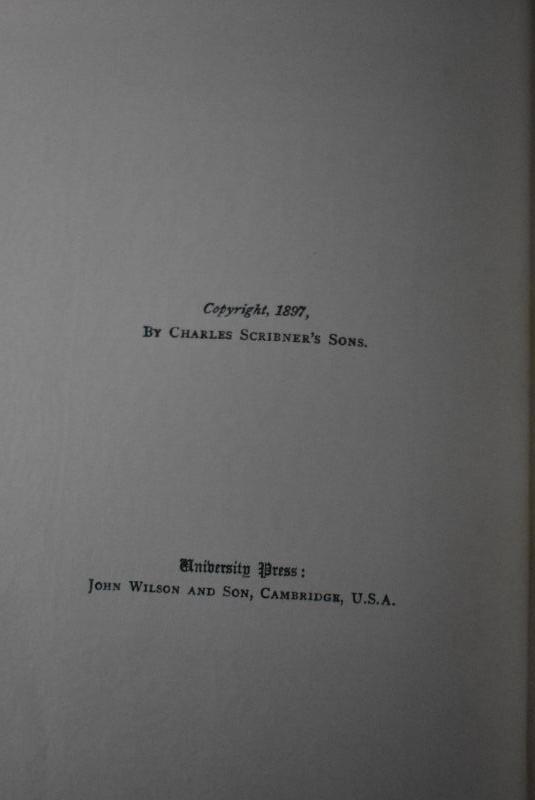 Copyright, 1897,
By Charles Scribner's Sons.
University Press:
John Wilson and Son, Cambridge, U.S.A.